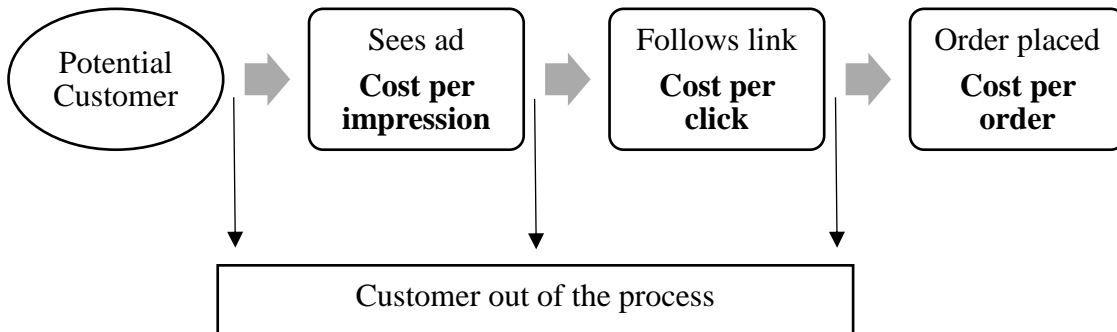 Potential
Customer
Sees ad
Cost per
impression
Follows link
Cost per
click
Order placed
Cost per
order
Customer out of the process